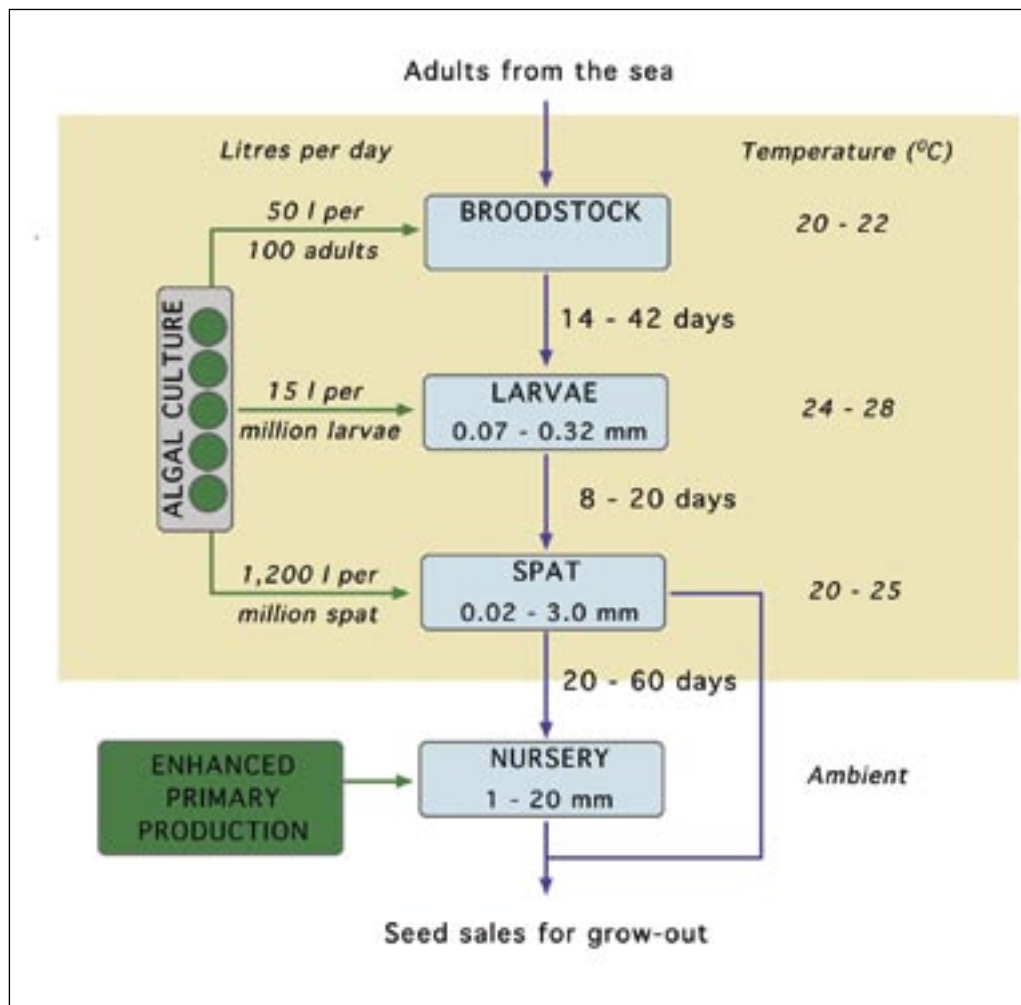 Adults from the sea
Litres per day
Temperature (⁰C)
50 l per
100 adults
BROODSTOCK
20 - 22
14 - 42 days
ALGAL CULTURE
15 l per
million larvae
LARVAE
0.07 - 0.32 mm
24 - 28
8 - 20 days
1,200 l per
million spat
SPAT
0.02 - 3.0 mm
20 - 25
20 - 60 days
ENHANCED
PRIMARY
PRODUCTION
NURSERY
1 - 20 mm
Ambient
Seed sales for grow-out